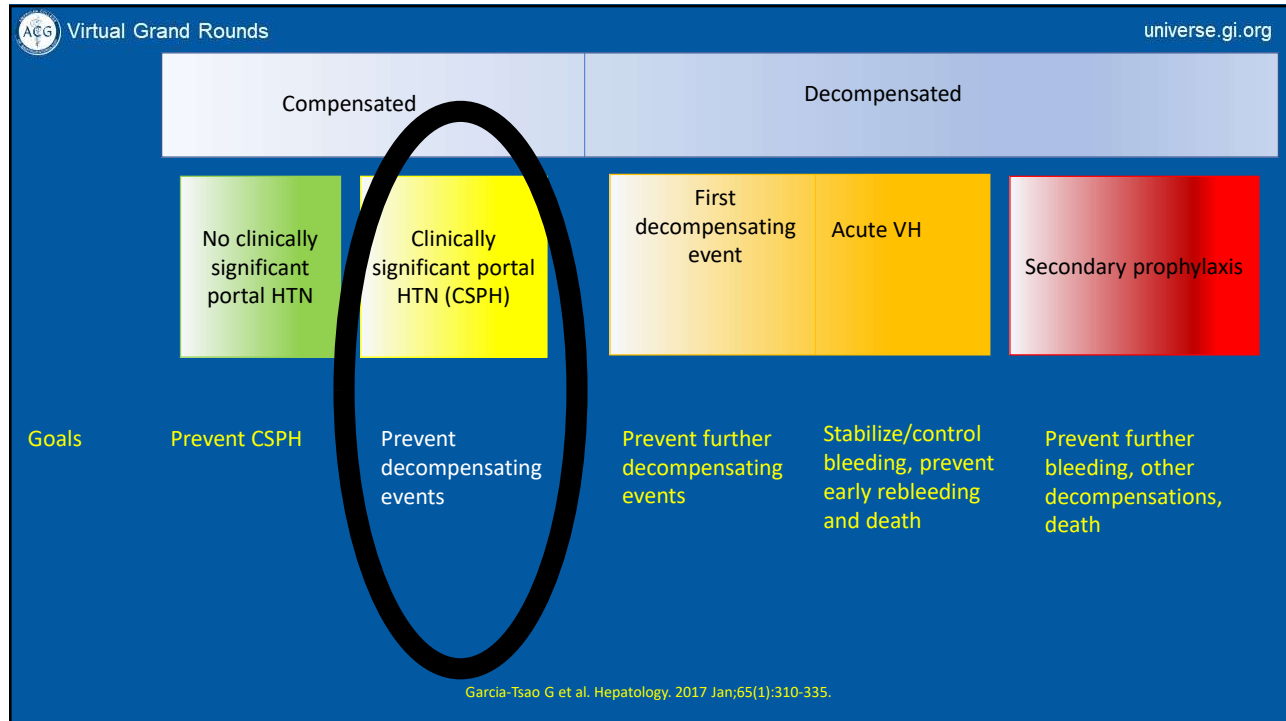 ACG Virtual Grand Rounds
universe.gi.org
Compensated
Decompensated
No clinically
significant
portal HTN
Clinically
significant portal
HTN (CSPH)
First
decompensating
event
Acute VH
Secondary prophylaxis
Goals
Prevent CSPH
Prevent
decompensating
events
Prevent further
decompensating
events
Stabilize/control
bleeding, prevent
early rebleeding
and death
Prevent further
bleeding, other
decompensations,
death
Garcia-Tsao G et al. Hepatology. 2017 Jan;65(1):310-335.